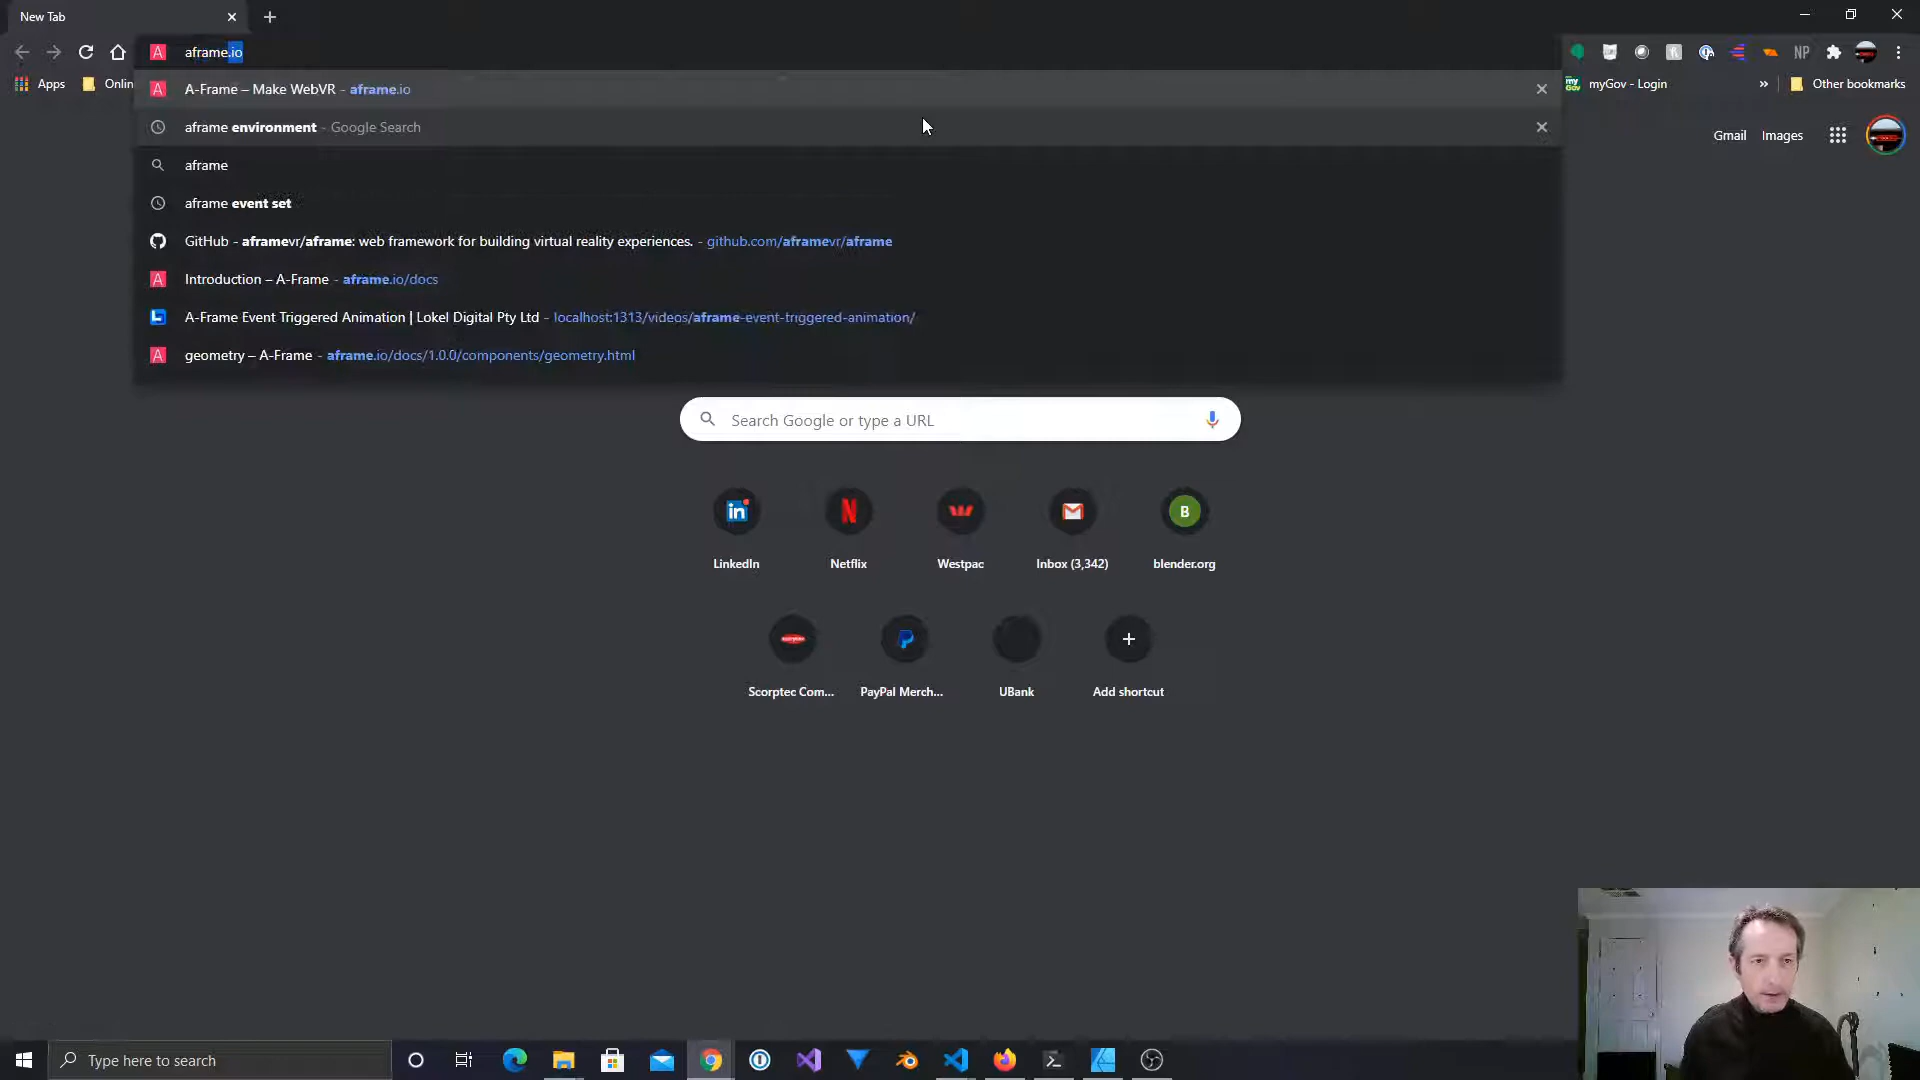 New Tab
aframe.io
Apps
Onlin
A-Frame – Make WebVR - aframe.io
myGov - Login
»
Other bookmarks
aframe environment - Google Search
Gmail
Images
aframe
aframe event set
GitHub - aframevr/aframe: web framework for building virtual reality experiences. - github.com/aframevr/aframe
Introduction – A-Frame - aframe.io/docs
A-Frame Event Triggered Animation | Lokel Digital Pty Ltd - localhost:1313/videos/aframe-event-triggered-animation/
geometry – A-Frame - aframe.io/docs/1.0.0/components/geometry.html
Search Google or type a URL
LinkedIn
Netflix
Westpac
Inbox (3,342)
blender.org
Scorptec Com...
PayPal Merch...
UBank
Add shortcut
Type here to search